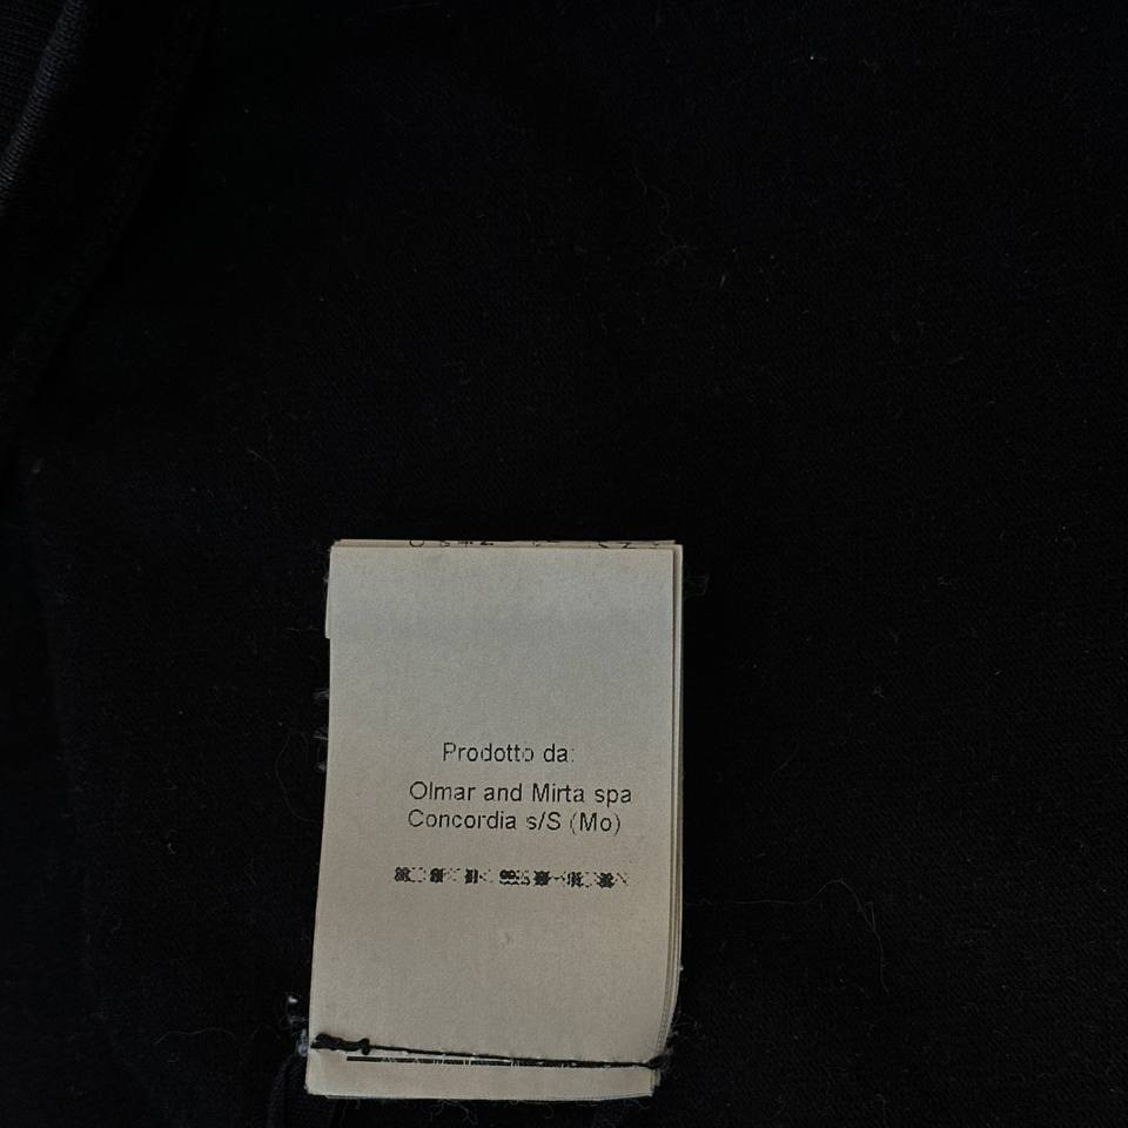 Prodotto da:
Olmar and Mirta spa
Concordia s/S (Mo)